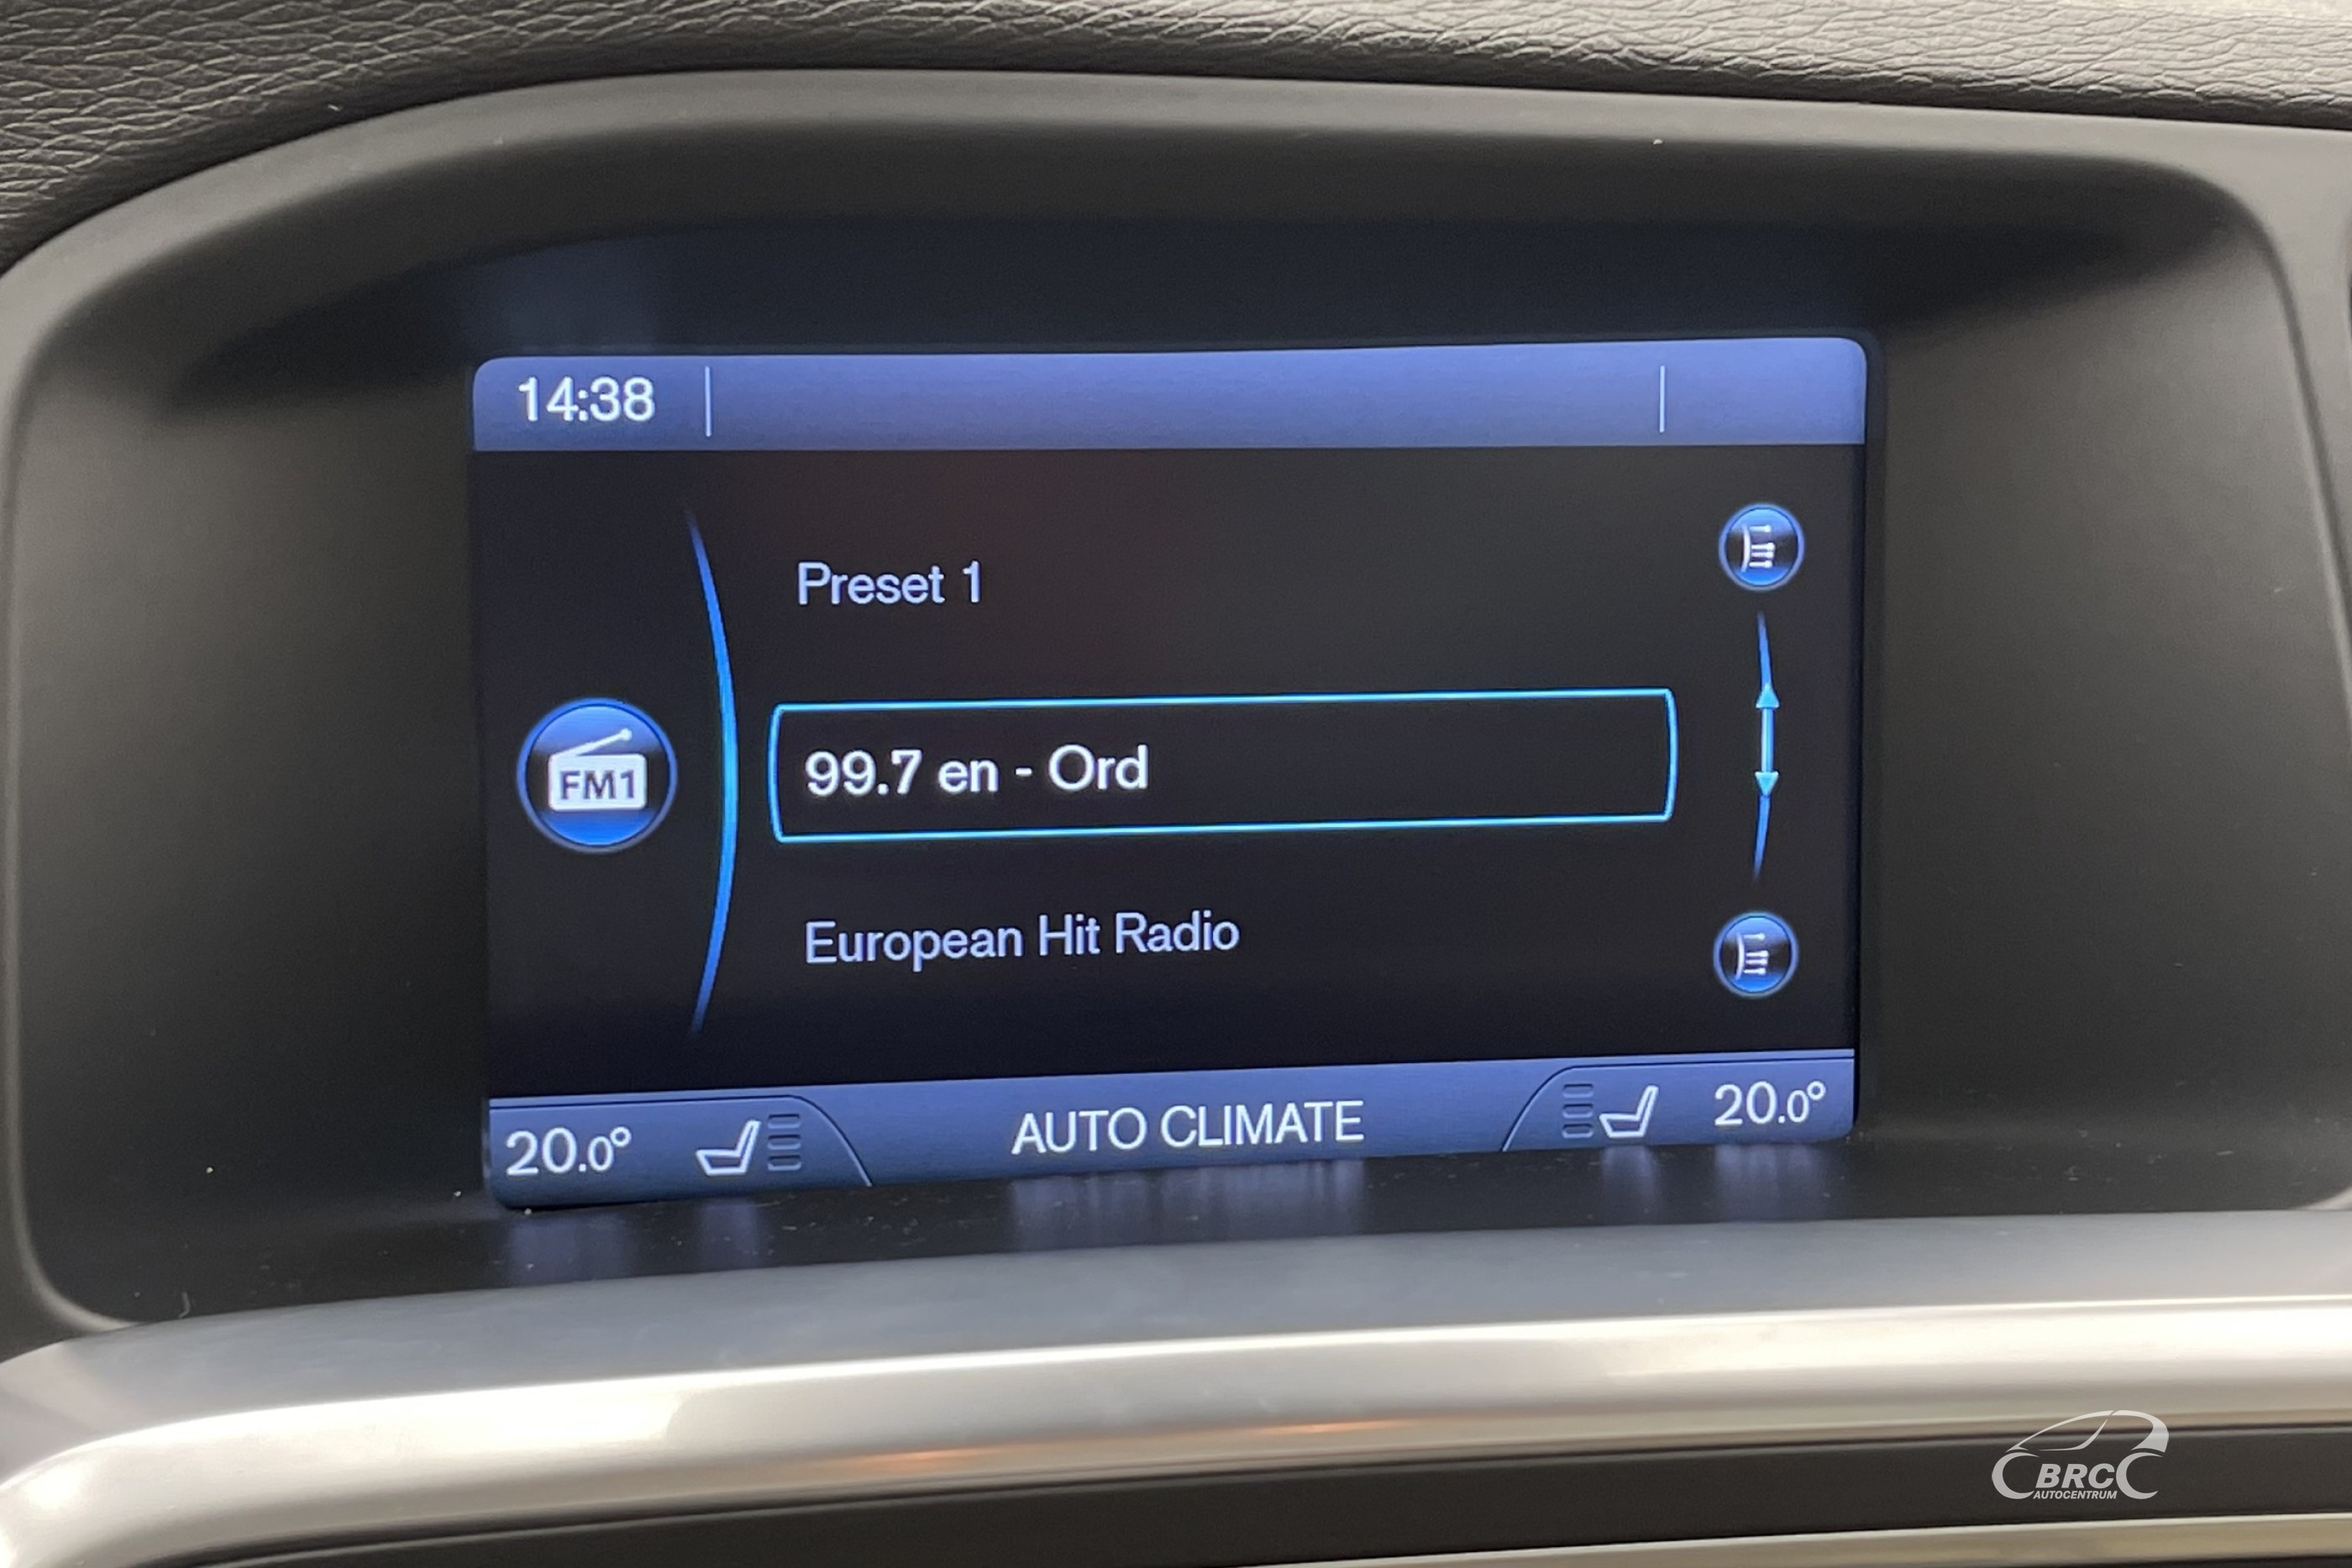 14:38
Preset 1
FM1
99.7 en - Ord
European Hit Radio
20.0° AUTO CLIMATE 20.0°
BRC
AUTOCENTRUM